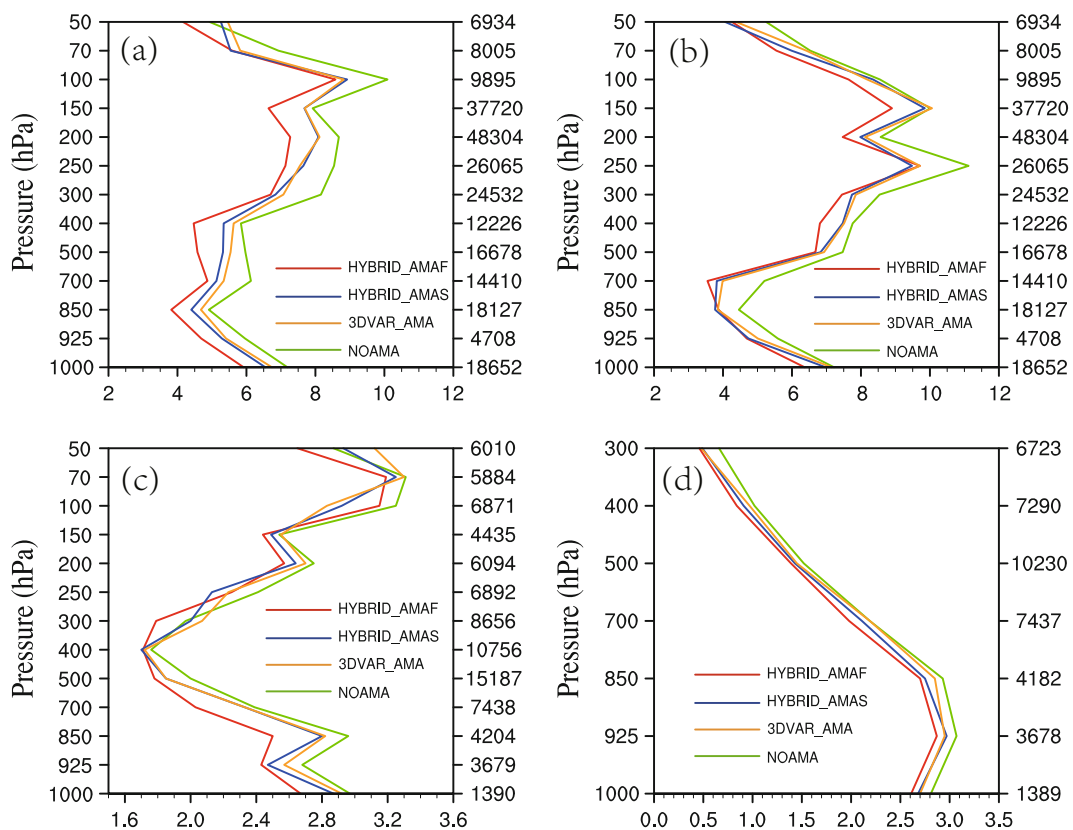 50 (a) 6934
70 8005
100 9895
150 37720
200 48304
250 26065
300 24532
400 12226
500 16678
700 14410
850 18127
925 4708
1000 18652
Pressure (hPa)
HYBRID_AMAF
HYBRID_AMAS
3DVAR_AMA
NOAMA
2 4 6 8 10 12
50 (b) 6934
70 8005
100 9895
150 37720
200 48304
250 26065
300 24532
400 12226
500 16678
700 14410
850 18127
925 4708
1000 18652
Pressure (hPa)
HYBRID_AMAF
HYBRID_AMAS
3DVAR_AMA
NOAMA
2 4 6 8 10 12
50 (c) 6010
70 5884
100 6871
150 4435
200 6094
250 6892
300 8656
400 10756
500 15187
700 7438
850 4204
925 3679
1000 1390
Pressure (hPa)
HYBRID_AMAF
HYBRID_AMAS
3DVAR_AMA
NOAMA
1.6 2.0 2.4 2.8 3.2 3.6
300 (d) 6723
400 7290
500 10230
700 7437
850 4182
925 3678
1000 1389
Pressure (hPa)
HYBRID_AMAF
HYBRID_AMAS
3DVAR_AMA
NOAMA
0.0 0.5 1.0 1.5 2.0 2.5 3.0 3.5